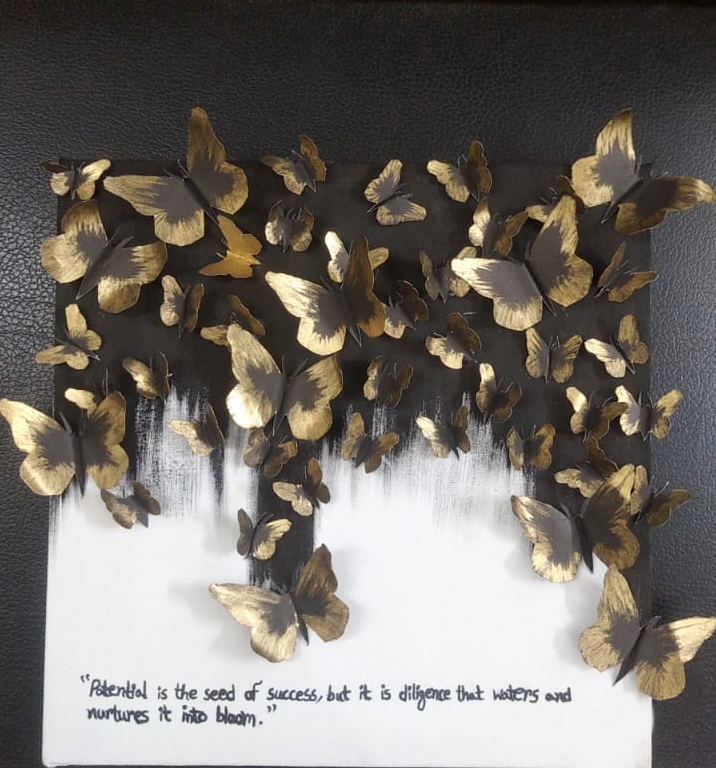 "Potential is the seed of success, but it is diligence that waters and
nurtures it into bloom."